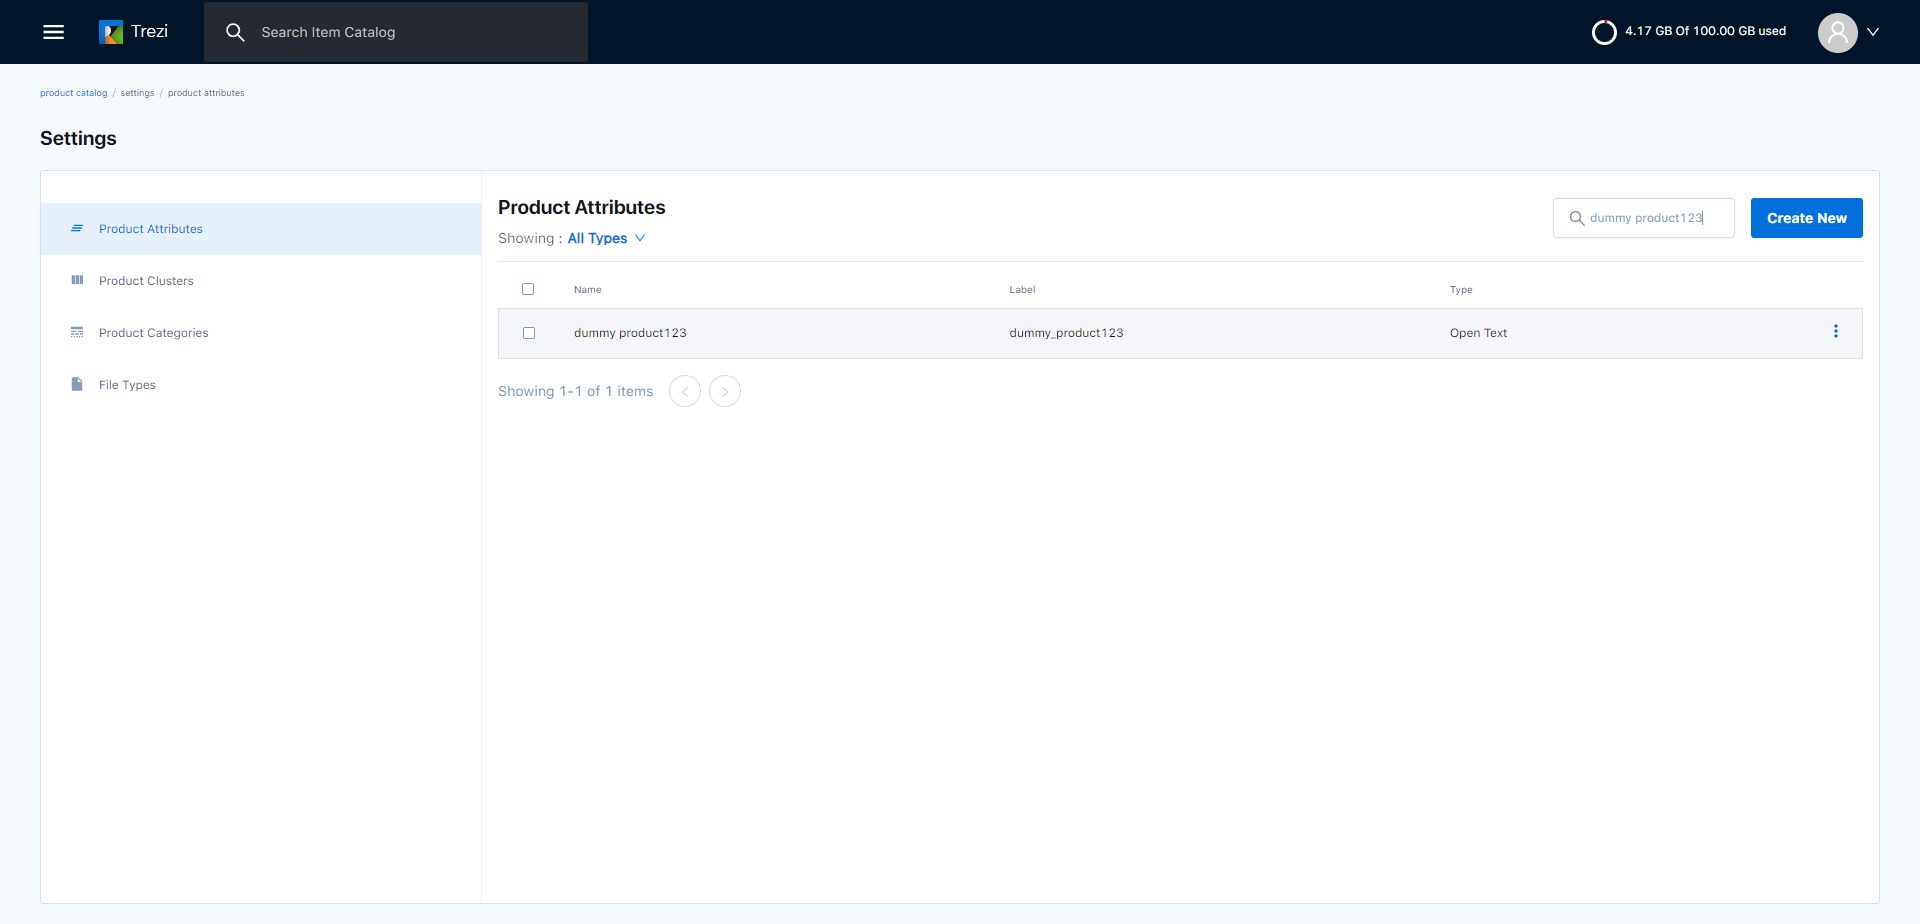 Trezi
Search Item Catalog
4.17 GB Of 100.00 GB used
product catalog / settings / product attributes
Settings
Product Attributes
Product Clusters
Product Categories
File Types
Product Attributes
Showing : All Types
dummy product123
Create New
Name Label Type
dummy product123 dummy_product123 Open Text
Showing 1-1 of 1 items < >